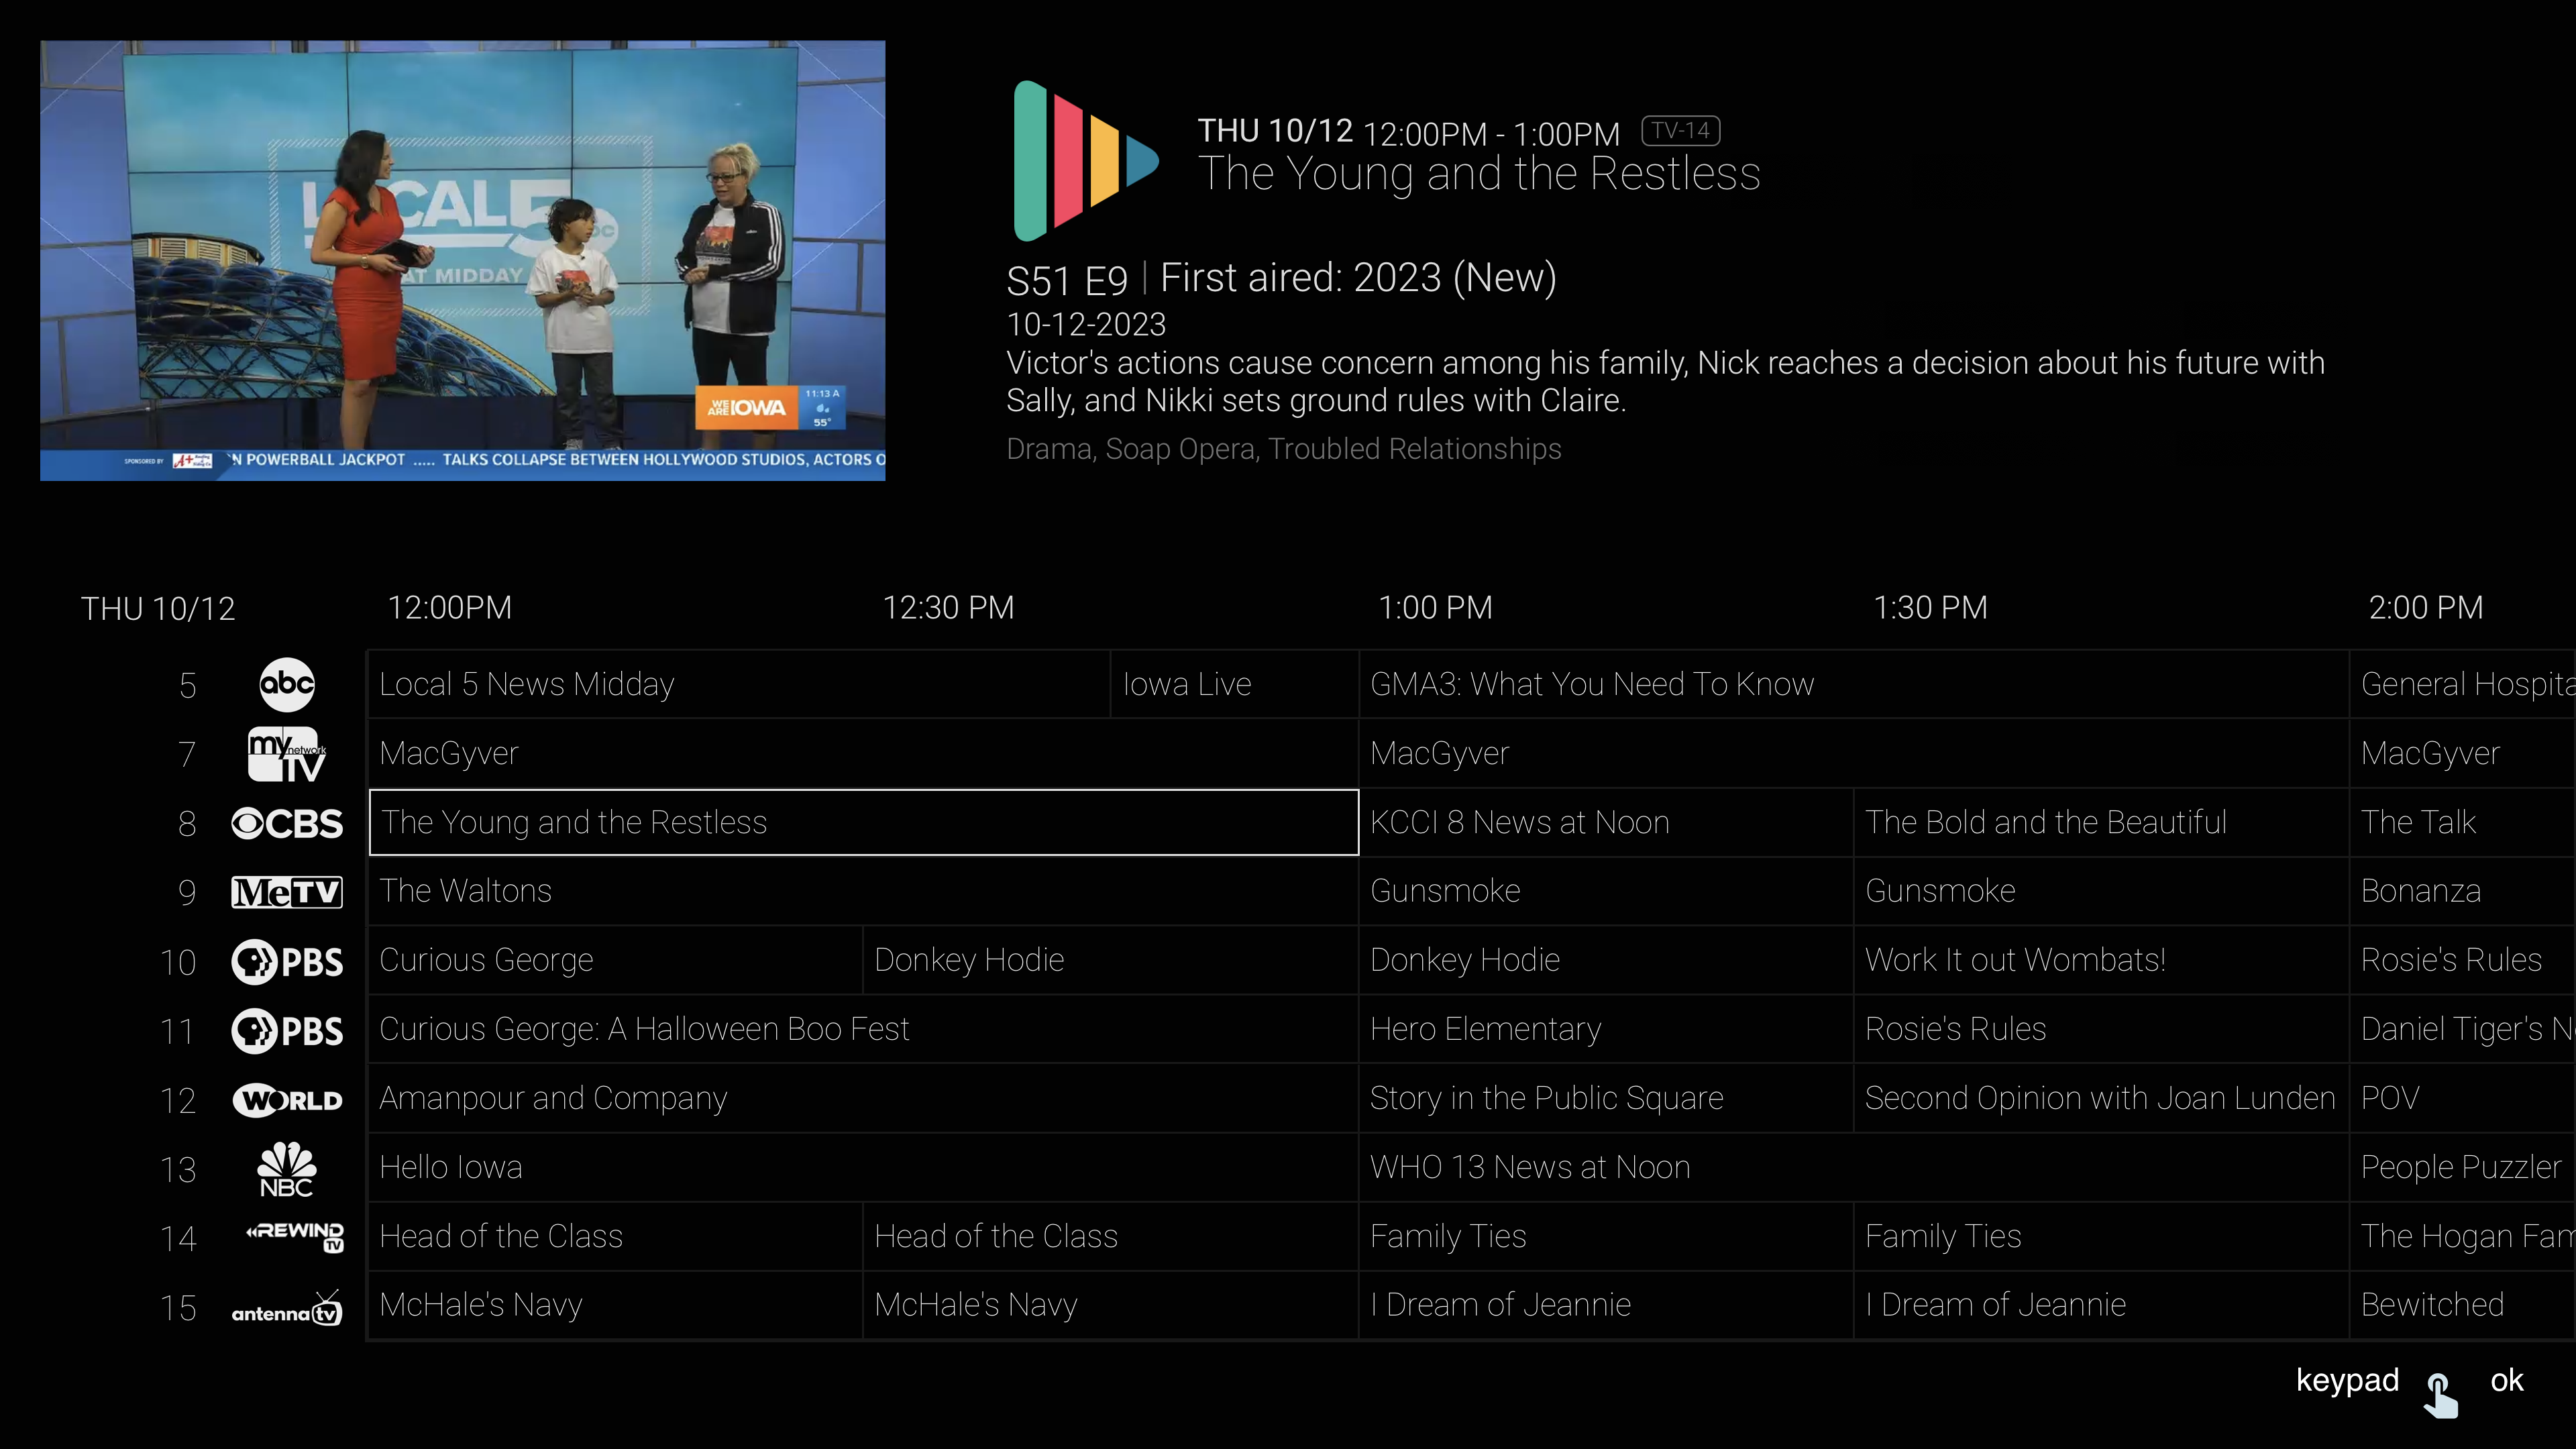 LOCAL 5
abc
AT MIDDAY
WE ARE IOWA
11:13 A
55°
SPONSORED BY A+ N POWERBALL JACKPOT ..... TALKS COLLAPSE BETWEEN HOLLYWOOD STUDIOS, ACTORS O
THU 10/12 12:00PM - 1:00PM TV-14
The Young and the Restless
S51 E9 | First aired: 2023 (New)
10-12-2023
Victor's actions cause concern among his family, Nick reaches a decision about his future with
Sally, and Nikki sets ground rules with Claire.
Drama, Soap Opera, Troubled Relationships
THU 10/12 12:00PM 12:30 PM 1:00 PM 1:30 PM 2:00 PM
5 abc Local 5 News Midday Iowa Live GMA3: What You Need To Know General Hospita
7 my network TV MacGyver MacGyver MacGyver
8 CBS The Young and the Restless KCCI 8 News at Noon The Bold and the Beautiful The Talk
9 MeTV The Waltons Gunsmoke Gunsmoke Bonanza
10 PBS Curious George Donkey Hodie Donkey Hodie Work It out Wombats! Rosie's Rules
11 PBS Curious George: A Halloween Boo Fest Hero Elementary Rosie's Rules Daniel Tiger's N
12 WORLD Amanpour and Company Story in the Public Square Second Opinion with Joan Lunden POV
13 NBC Hello Iowa WHO 13 News at Noon People Puzzler
14 REWIND TV Head of the Class Head of the Class Family Ties Family Ties The Hogan Fam
15 antenna tv McHale's Navy McHale's Navy I Dream of Jeannie I Dream of Jeannie Bewitched
keypad ok